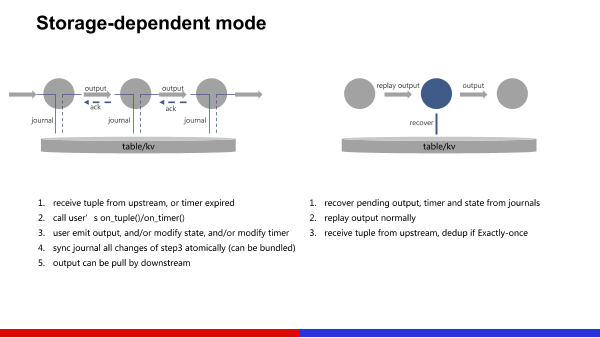 Storage-dependent mode
output
output
ack
ack
journal
journal
journal
table/kv
replay output
output
recover
table/kv
1. receive tuple from upstream, or timer expired
2. call user' s on_tuple()/on_timer()
3. user emit output, and/or modify state, and/or modify timer
4. sync journal all changes of step3 atomically (can be bundled)
5. output can be pull by downstream
1. recover pending output, timer and state from journals
2. replay output normally
3. receive tuple from upstream, dedup if Exactly-once